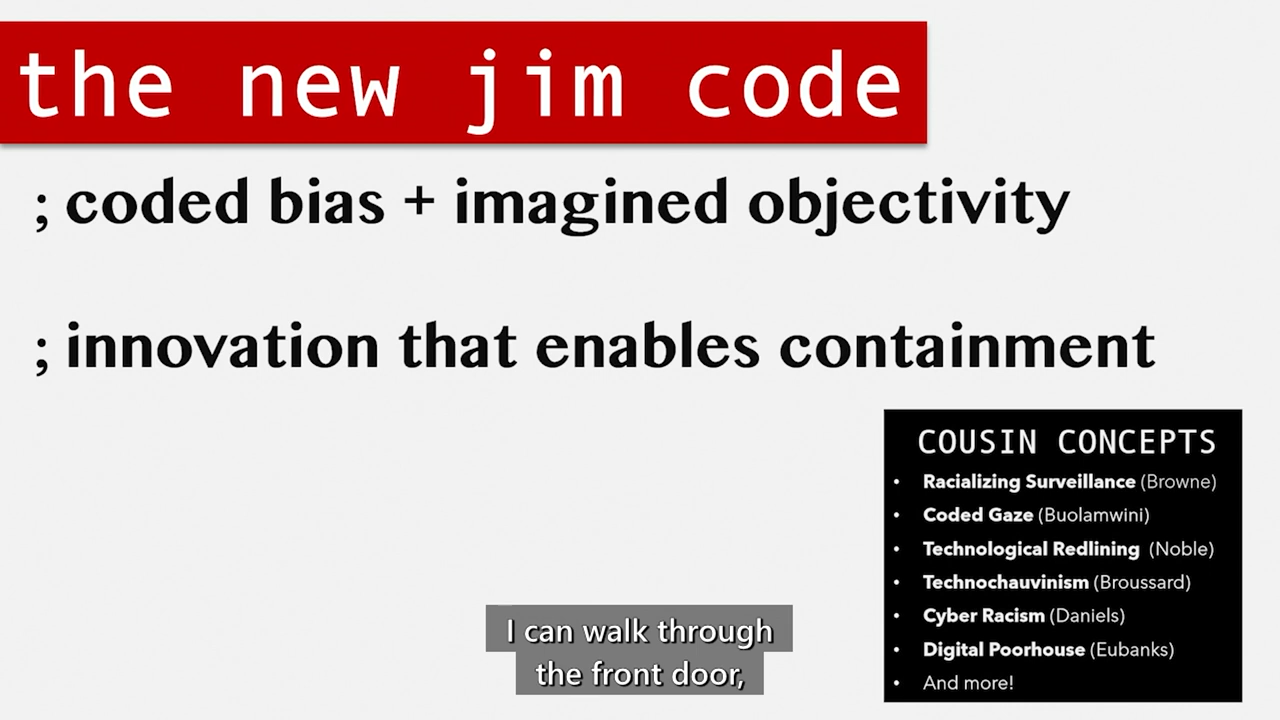 the new jim code
; coded bias + imagined objectivity
; innovation that enables containment
COUSIN CONCEPTS
• Racializing Surveillance (Browne)
• Coded Gaze (Buolamwini)
• Technological Redlining (Noble)
• Technochauvinism (Broussard)
• Cyber Racism (Daniels)
• Digital Poorhouse (Eubanks)
• And more!
I can walk through
the front door,